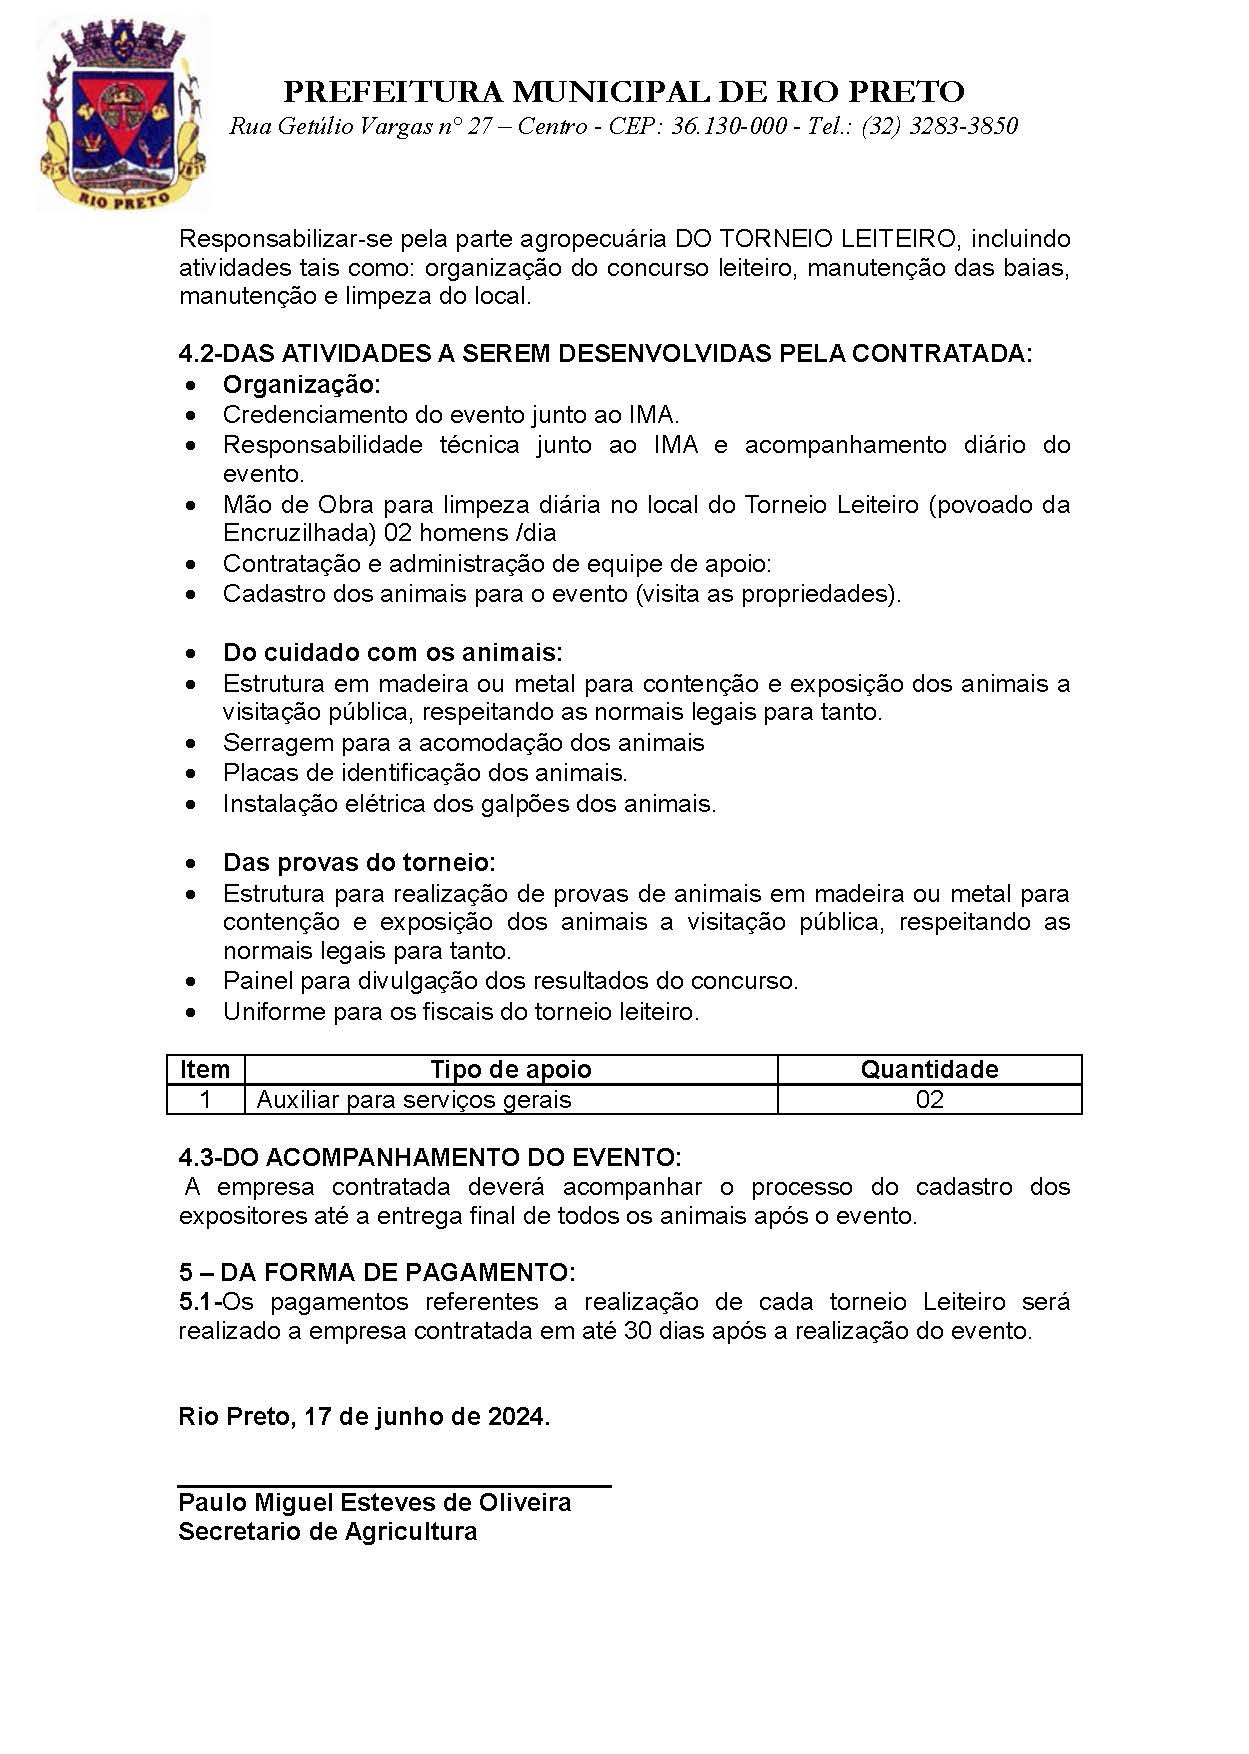 PREFEITURA MUNICIPAL DE RIO PRETO
Rua Getúlio Vargas n° 27 – Centro - CEP: 36.130-000 - Tel.: (32) 3283-3850
RIO PRETO
Responsabilizar-se pela parte agropecuária DO TORNEIO LEITEIRO, incluindo
atividades tais como: organização do concurso leiteiro, manutenção das baias,
manutenção e limpeza do local.
4.2-DAS ATIVIDADES A SEREM DESENVOLVIDAS PELA CONTRATADA:
• Organização:
• Credenciamento do evento junto ao IMA.
• Responsabilidade técnica junto ao IMA e acompanhamento diário do
evento.
• Mão de Obra para limpeza diária no local do Torneio Leiteiro (povoado da
Encruzilhada) 02 homens /dia
• Contratação e administração de equipe de apoio:
• Cadastro dos animais para o evento (visita as propriedades).
• Do cuidado com os animais:
• Estrutura em madeira ou metal para contenção e exposição dos animais a
visitação pública, respeitando as normais legais para tanto.
• Serragem para a acomodação dos animais
• Placas de identificação dos animais.
• Instalação elétrica dos galpões dos animais.
• Das provas do torneio:
• Estrutura para realização de provas de animais em madeira ou metal para
contenção e exposição dos animais a visitação pública, respeitando as
normais legais para tanto.
• Painel para divulgação dos resultados do concurso.
• Uniforme para os fiscais do torneio leiteiro.
Item Tipo de apoio Quantidade
1 Auxiliar para serviços gerais 02
4.3-DO ACOMPANHAMENTO DO EVENTO:
A empresa contratada deverá acompanhar o processo do cadastro dos
expositores até a entrega final de todos os animais após o evento.
5 – DA FORMA DE PAGAMENTO:
5.1-Os pagamentos referentes a realização de cada torneio Leiteiro será
realizado a empresa contratada em até 30 dias após a realização do evento.
Rio Preto, 17 de junho de 2024.
Paulo Miguel Esteves de Oliveira
Secretario de Agricultura